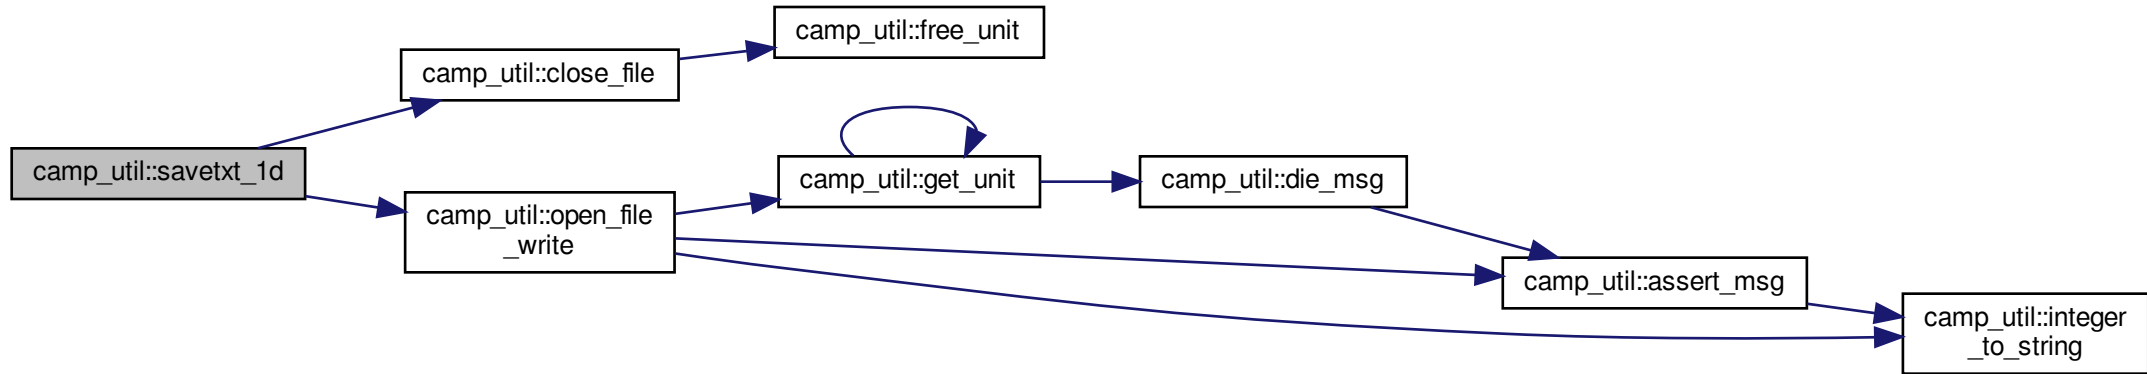 camp_util::free_unit
camp_util::close_file
camp_util::savetxt_1d
camp_util::get_unit
camp_util::die_msg
camp_util::open_file
_write
camp_util::assert_msg
camp_util::integer
_to_string